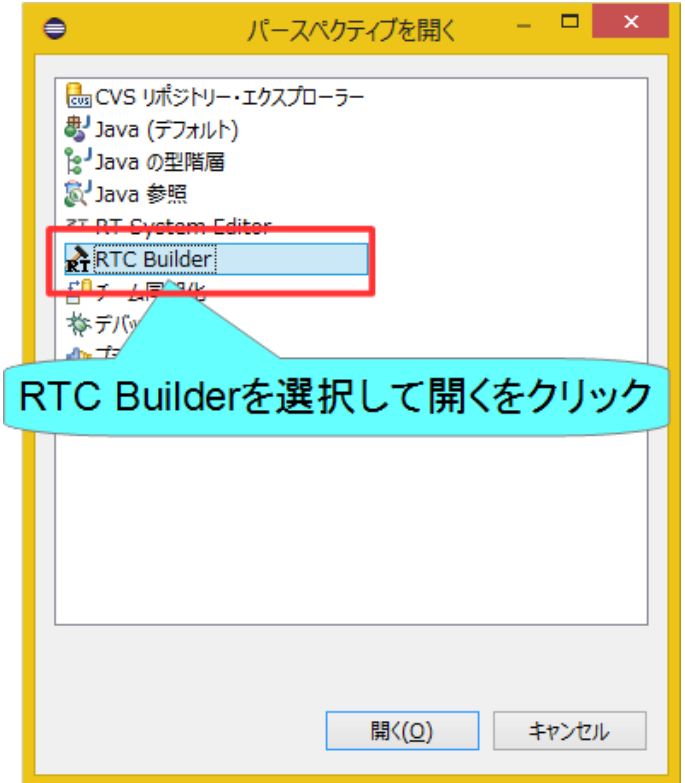 パースペクティブを開く
CVS リポジトリー・エクスプローラー
Java (デフォルト)
Java の型階層
Java 参照
RT System Editor
RTC Builder
RTC Builderを選択して開くをクリック
開く(O)
キャンセル